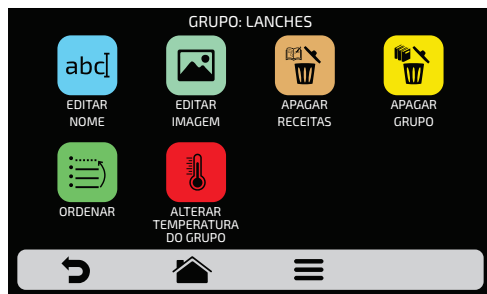 GRUPO: LANCHES
abc
EDITAR
NOME
EDITAR
IMAGEM
APAGAR
RECEITAS
APAGAR
GRUPO
ORDENAR
ALTERAR
TEMPERATURA
DO GRUPO